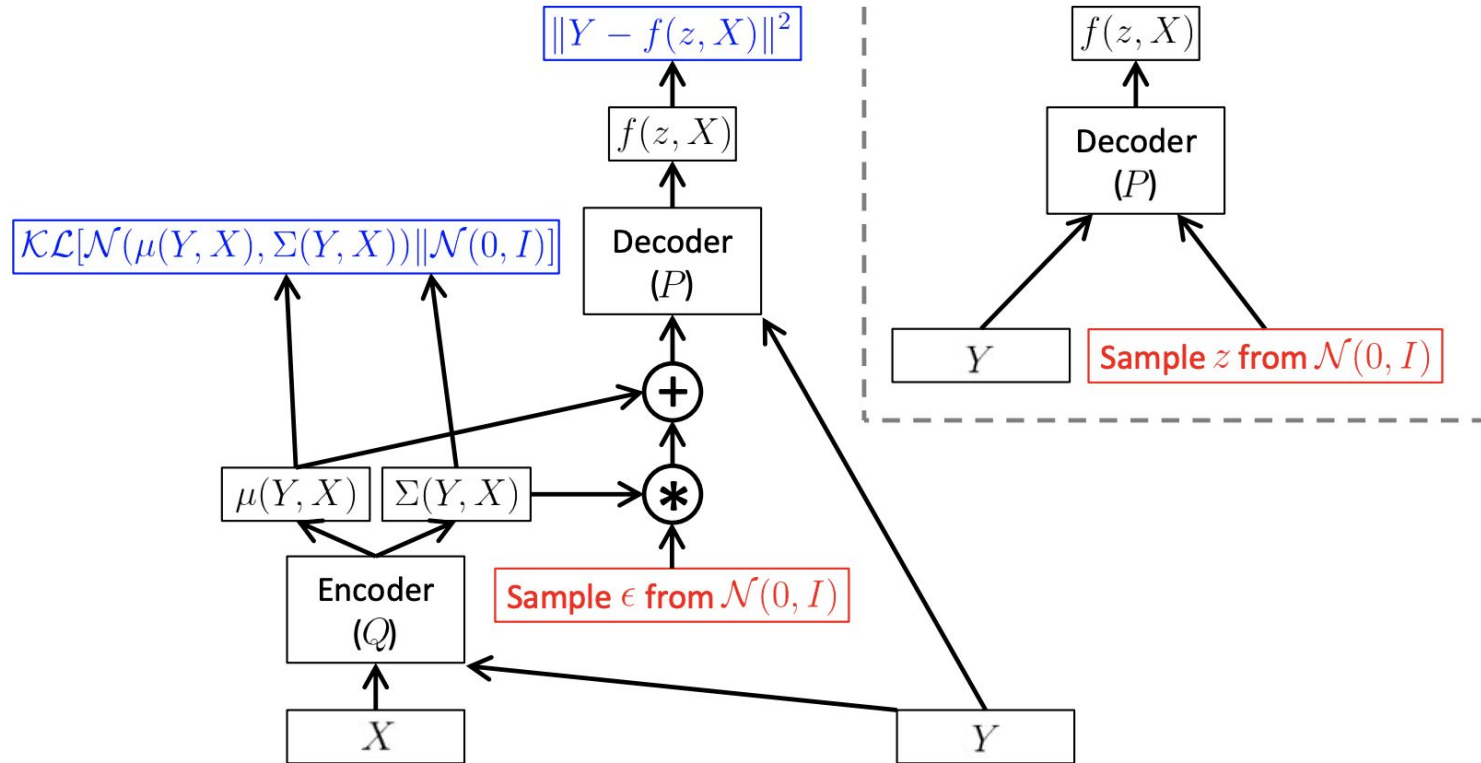 ‖Y − f(z, X)‖²
f(z, X)
Decoder
(P)
𝒦ℒ[𝒩(μ(Y, X), Σ(Y, X))‖𝒩(0, I)]
+
μ(Y, X)
Σ(Y, X)
*
Encoder
(Q)
Sample ϵ from 𝒩(0, I)
X
Y
f(z, X)
Decoder
(P)
Y
Sample z from 𝒩(0, I)